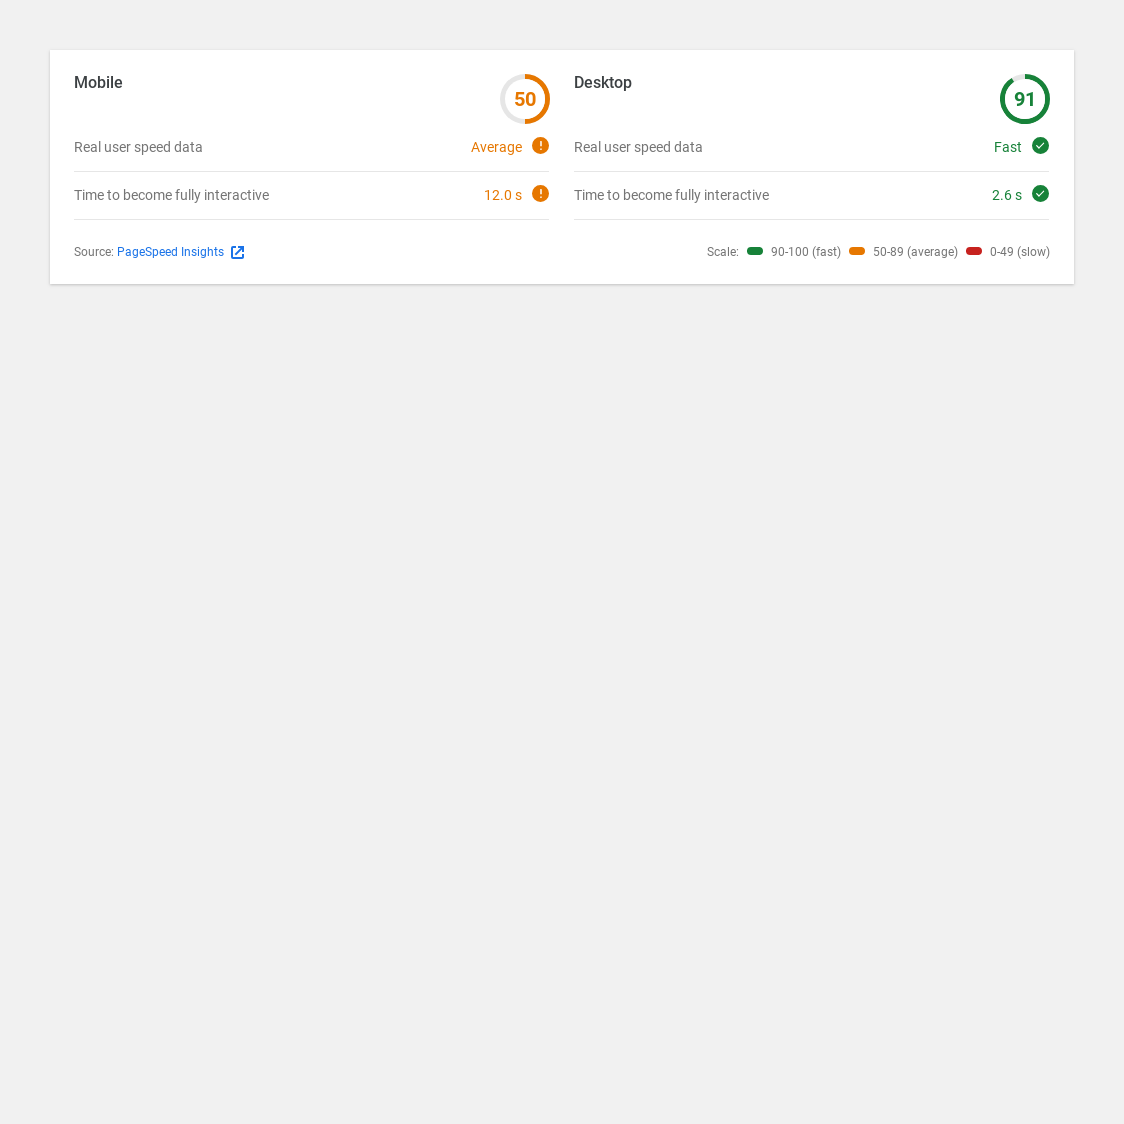 Mobile
50
Real user speed data
Average
Time to become fully interactive
12.0 s
Desktop
91
Real user speed data
Fast
Time to become fully interactive
2.6 s
Source: PageSpeed Insights
Scale: 90-100 (fast) 50-89 (average) 0-49 (slow)